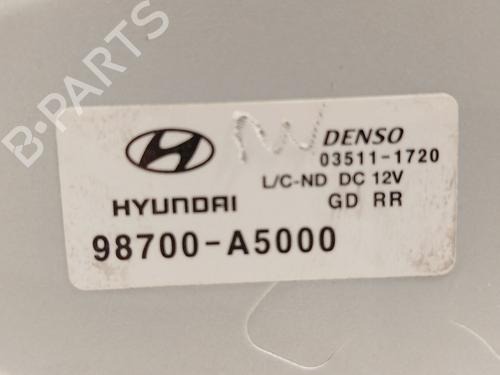 B-PARTS
DENSO
03511-1720
L/C-ND DC 12V
HYUNDAI GD RR
98700-A5000